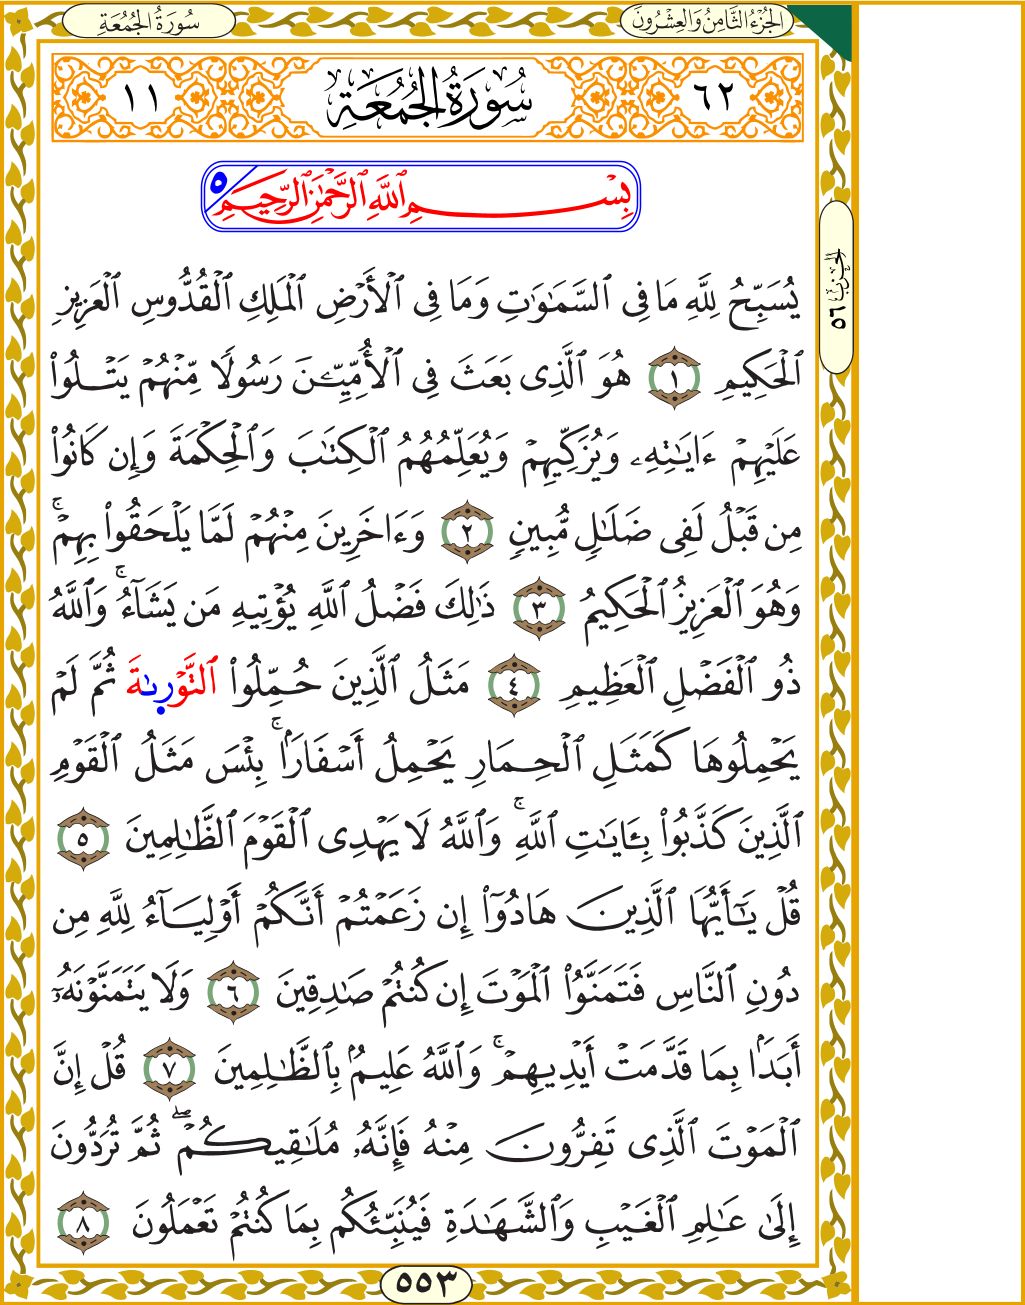 سُورَةُ الجُمُعَةِ
الجُزْءُ الثَّامِنُ وَالعِشْرُونَ
٦٢ سُورَةُ الجُمُعَةِ ١١
بِسْمِ ٱللَّهِ ٱلرَّحْمَٰنِ ٱلرَّحِيمِ ٥
يُسَبِّحُ لِلَّهِ مَا فِى ٱلسَّمَٰوَٰتِ وَمَا فِى ٱلْأَرْضِ ٱلْمَلِكِ ٱلْقُدُّوسِ ٱلْعَزِيزِ
ٱلْحَكِيمِ ١ هُوَ ٱلَّذِى بَعَثَ فِى ٱلْأُمِّيِّـۧنَ رَسُولًا مِّنْهُمْ يَتْلُوا۟
عَلَيْهِمْ ءَايَٰتِهِۦ وَيُزَكِّيهِمْ وَيُعَلِّمُهُمُ ٱلْكِتَٰبَ وَٱلْحِكْمَةَ وَإِن كَانُوا۟
مِن قَبْلُ لَفِى ضَلَٰلٍ مُّبِينٍ ٢ وَءَاخَرِينَ مِنْهُمْ لَمَّا يَلْحَقُوا۟ بِهِمْ ۚ
وَهُوَ ٱلْعَزِيزُ ٱلْحَكِيمُ ٣ ذَٰلِكَ فَضْلُ ٱللَّهِ يُؤْتِيهِ مَن يَشَآءُ ۚ وَٱللَّهُ
ذُو ٱلْفَضْلِ ٱلْعَظِيمِ ٤ مَثَلُ ٱلَّذِينَ حُمِّلُوا۟ ٱلتَّوْرىٰةَ ثُمَّ لَمْ
يَحْمِلُوهَا كَمَثَلِ ٱلْحِمَارِ يَحْمِلُ أَسْفَارًۢا ۚ بِئْسَ مَثَلُ ٱلْقَوْمِ
ٱلَّذِينَ كَذَّبُوا۟ بِـَٔايَٰتِ ٱللَّهِ ۚ وَٱللَّهُ لَا يَهْدِى ٱلْقَوْمَ ٱلظَّٰلِمِينَ ٥
قُلْ يَٰٓأَيُّهَا ٱلَّذِينَ هَادُوٓا۟ إِن زَعَمْتُمْ أَنَّكُمْ أَوْلِيَآءُ لِلَّهِ مِن
دُونِ ٱلنَّاسِ فَتَمَنَّوُا۟ ٱلْمَوْتَ إِن كُنتُمْ صَٰدِقِينَ ٦ وَلَا يَتَمَنَّوْنَهُۥٓ
أَبَدًۢا بِمَا قَدَّمَتْ أَيْدِيهِمْ ۚ وَٱللَّهُ عَلِيمٌۢ بِٱلظَّٰلِمِينَ ٧ قُلْ إِنَّ
ٱلْمَوْتَ ٱلَّذِى تَفِرُّونَ مِنْهُ فَإِنَّهُۥ مُلَٰقِيكُمْ ۖ ثُمَّ تُرَدُّونَ
إِلَىٰ عَٰلِمِ ٱلْغَيْبِ وَٱلشَّهَٰدَةِ فَيُنَبِّئُكُم بِمَا كُنتُمْ تَعْمَلُونَ ٨
الحِزْبُ ٥٦
٥٥٣